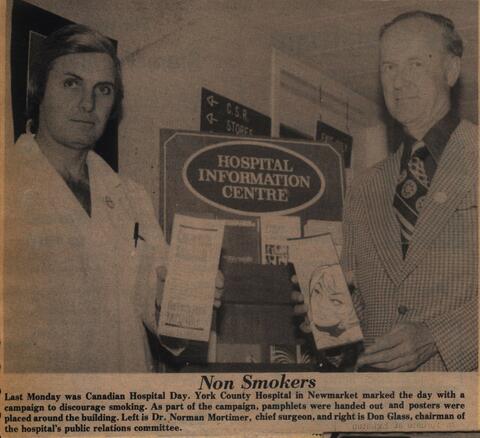 C.S.R.
STORES
HOSPITAL
INFORMATION
CENTRE
Non Smokers
Last Monday was Canadian Hospital Day. York County Hospital in Newmarket marked the day with a
campaign to discourage smoking. As part of the campaign, pamphlets were handed out and posters were
placed around the building. Left is Dr. Norman Mortimer, chief surgeon, and right is Don Glass, chairman of
the hospital's public relations committee.